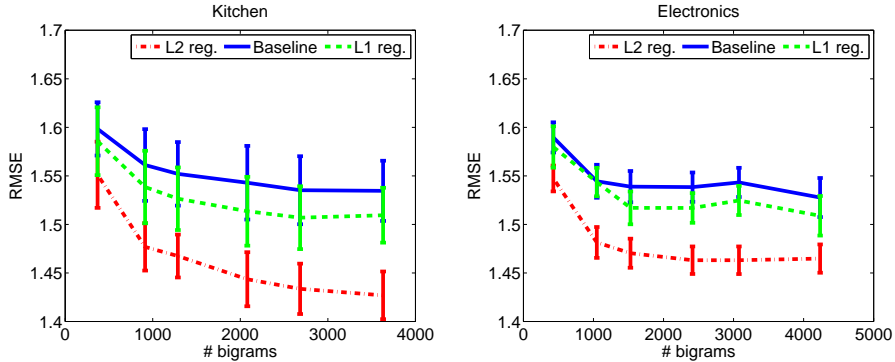 Kitchen
1.7
1.65
1.6
1.55
1.5
1.45
1.4
RMSE
L2 reg.
Baseline
L1 reg.
0
1000
2000
3000
4000
# bigrams
Electronics
1.7
1.65
1.6
1.55
1.5
1.45
1.4
RMSE
L2 reg.
Baseline
L1 reg.
0
1000
2000
3000
4000
5000
# bigrams